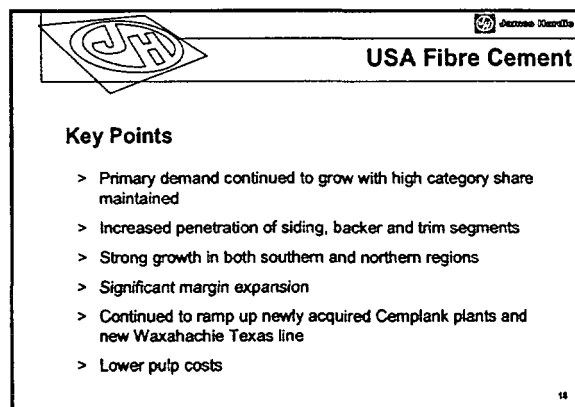 James Hardie
JH
USA Fibre Cement
Key Points
> Primary demand continued to grow with high category share
maintained
> Increased penetration of siding, backer and trim segments
> Strong growth in both southern and northern regions
> Significant margin expansion
> Continued to ramp up newly acquired Cemplank plants and
new Waxahachie Texas line
> Lower pulp costs